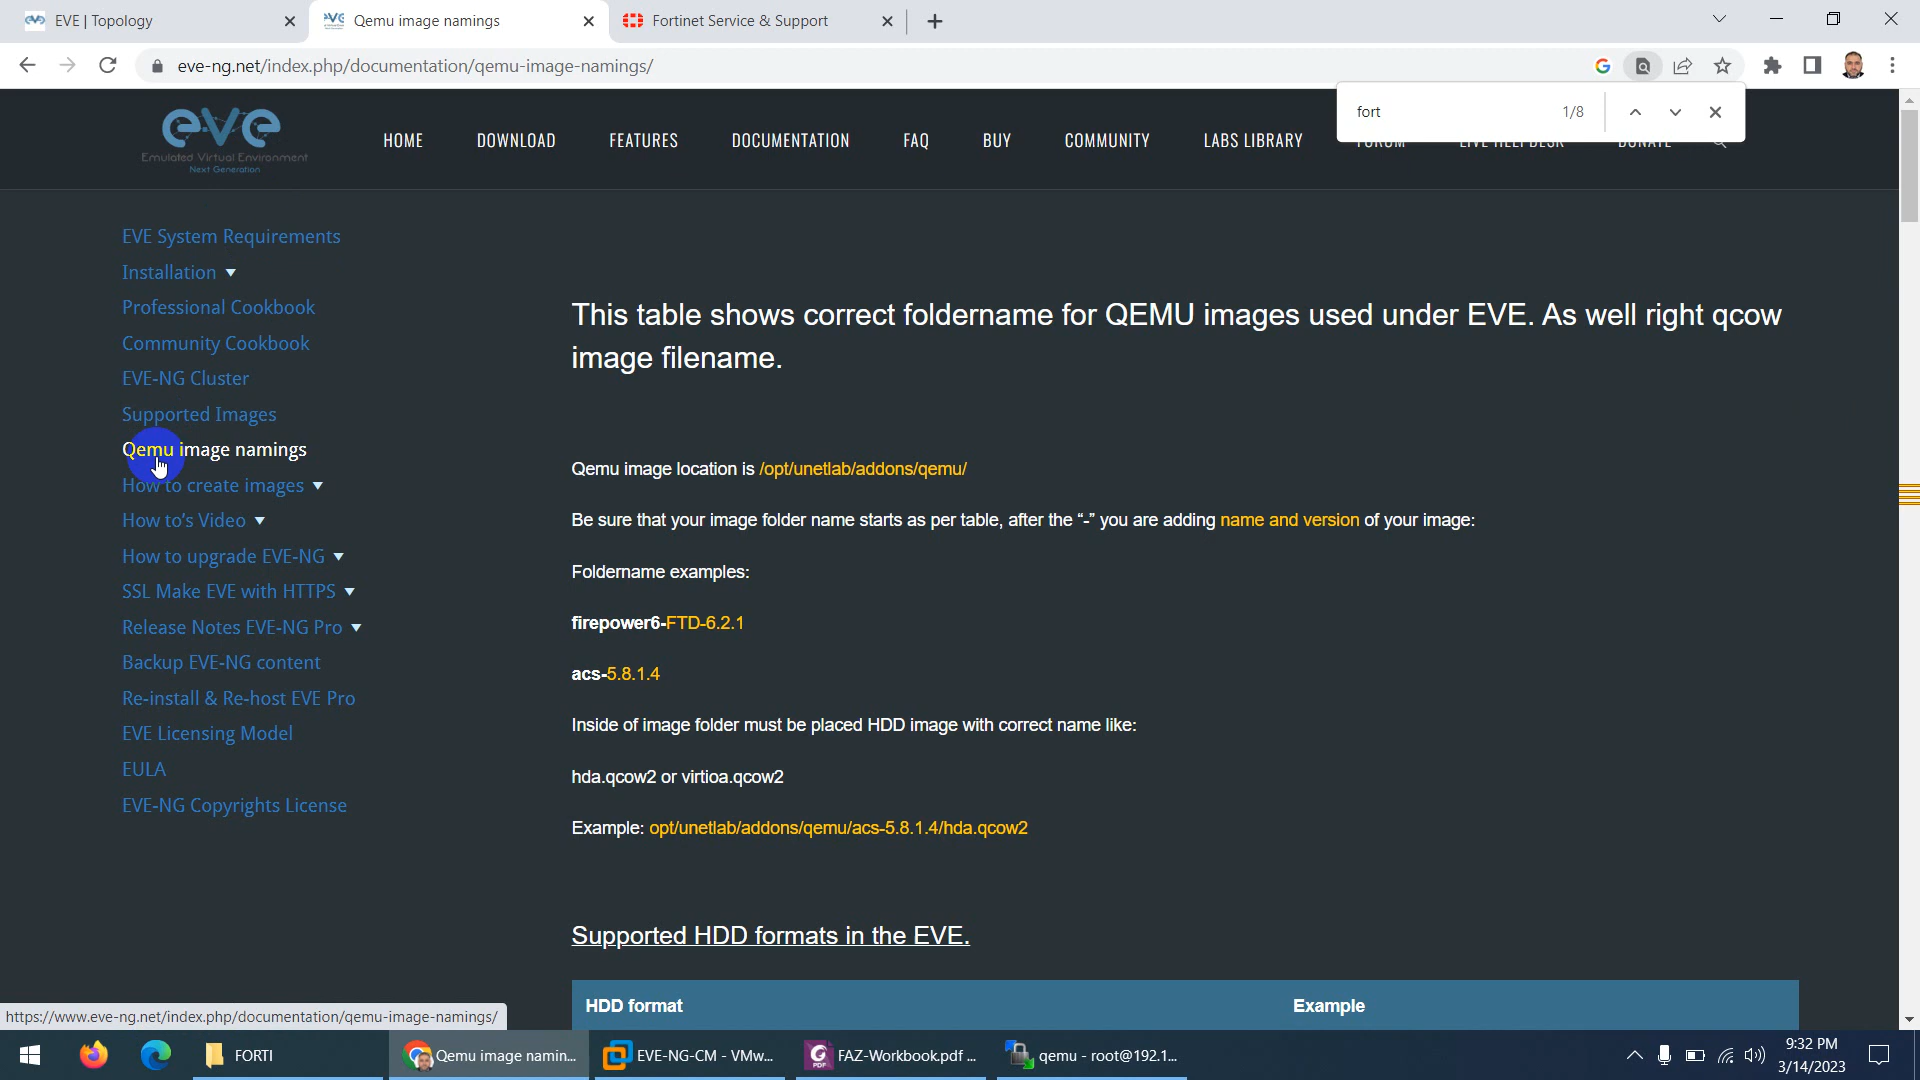 EVE | Topology
Qemu image namings
Fortinet Service & Support
eve-ng.net/index.php/documentation/qemu-image-namings/
fort
1/8
eve
Emulated Virtual Environment
Next Generation
HOME
DOWNLOAD
FEATURES
DOCUMENTATION
FAQ
BUY
COMMUNITY
LABS LIBRARY
FORUM
LIVE HELPDESK
DONATE
EVE System Requirements
Installation
Professional Cookbook
Community Cookbook
EVE-NG Cluster
Supported Images
Qemu image namings
How to create images
How to's Video
How to upgrade EVE-NG
SSL Make EVE with HTTPS
Release Notes EVE-NG Pro
Backup EVE-NG content
Re-install & Re-host EVE Pro
EVE Licensing Model
EULA
EVE-NG Copyrights License
This table shows correct foldername for QEMU images used under EVE. As well right qcow
image filename.
Qemu image location is /opt/unetlab/addons/qemu/
Be sure that your image folder name starts as per table, after the “-” you are adding name and version of your image:
Foldername examples:
firepower6-FTD-6.2.1
acs-5.8.1.4
Inside of image folder must be placed HDD image with correct name like:
hda.qcow2 or virtioa.qcow2
Example: opt/unetlab/addons/qemu/acs-5.8.1.4/hda.qcow2
Supported HDD formats in the EVE.
HDD format
Example
https://www.eve-ng.net/index.php/documentation/qemu-image-namings/
FORTI
Qemu image namin...
EVE-NG-CM - VMw...
FAZ-Workbook.pdf ...
qemu - root@192.1...
9:32 PM
3/14/2023